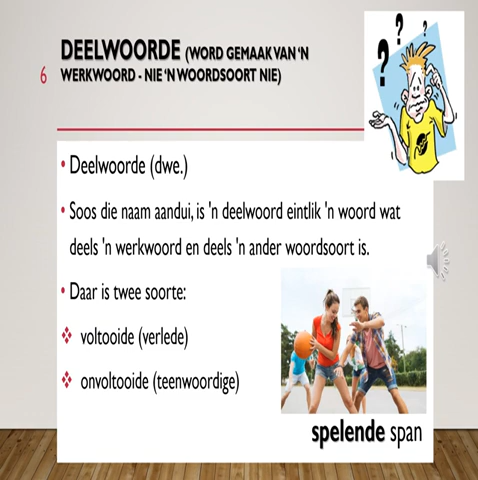 DEELWOORDE (WORD GEMAAK VAN ‘N
6
WERKWOORD - NIE ‘N WOORDSOORT NIE)
? ? ?
• Deelwoorde (dwe.)
• Soos die naam aandui, is 'n deelwoord eintlik 'n woord wat
deels 'n werkwoord en deels 'n ander woordsoort is.
• Daar is twee soorte:
❖ voltooide (verlede)
❖ onvoltooide (teenwoordige)
spelende span